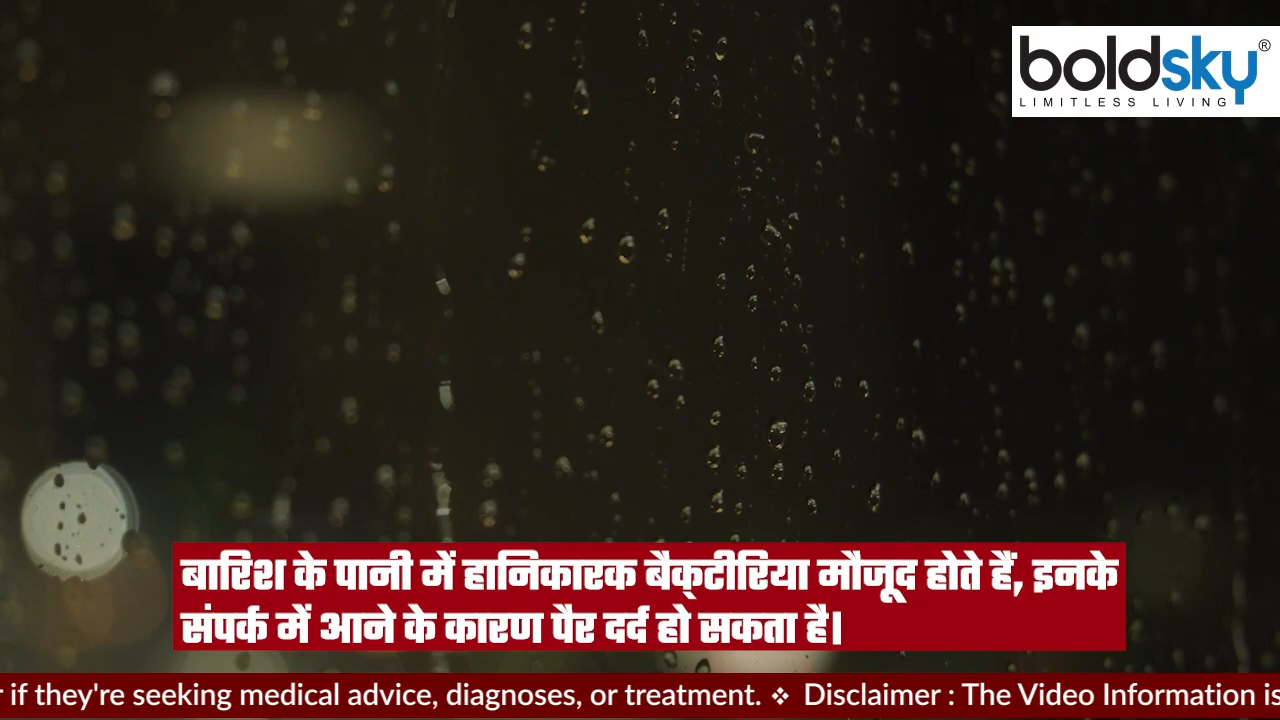 boldsky®
LIMITLESS LIVING
बारिश के पानी में हानिकारक बैक्टीरिया मौजूद होते हैं, इनके
संपर्क में आने के कारण पैर दर्द हो सकता है।
if they're seeking medical advice, diagnoses, or treatment. ❖ Disclaimer : The Video Information is